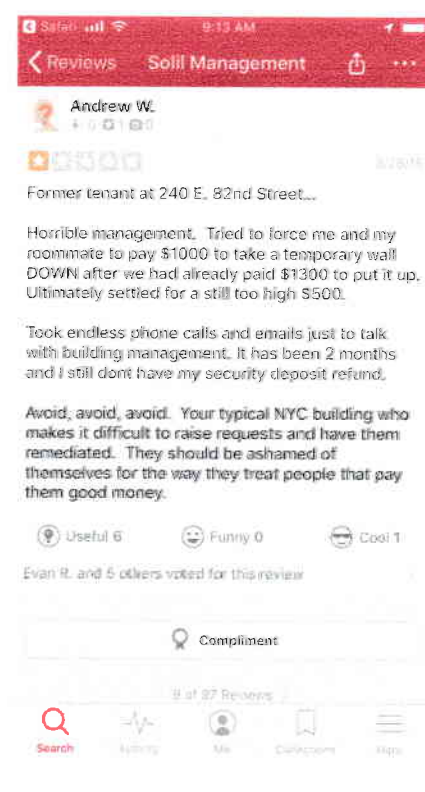 Safari 9:13 AM
Reviews Solil Management
Andrew W.
0 1 0
Former tenant at 240 E. 82nd Street...
Horrible management. Tried to force me and my
roommate to pay $1000 to take a temporary wall
DOWN after we had already paid $1300 to put it up.
Ultimately settled for a still too high $500.
Took endless phone calls and emails just to talk
with building management. It has been 2 months
and I still dont have my security deposit refund.
Avoid, avoid, avoid. Your typical NYC building who
makes it difficult to raise requests and have them
remediated. They should be ashamed of
themselves for the way they treat people that pay
them good money.
Useful 6 Funny 0 Cool 1
Evan R. and 6 others voted for this review
Compliment
of 97 Reviews
Search Activity Me Collections More